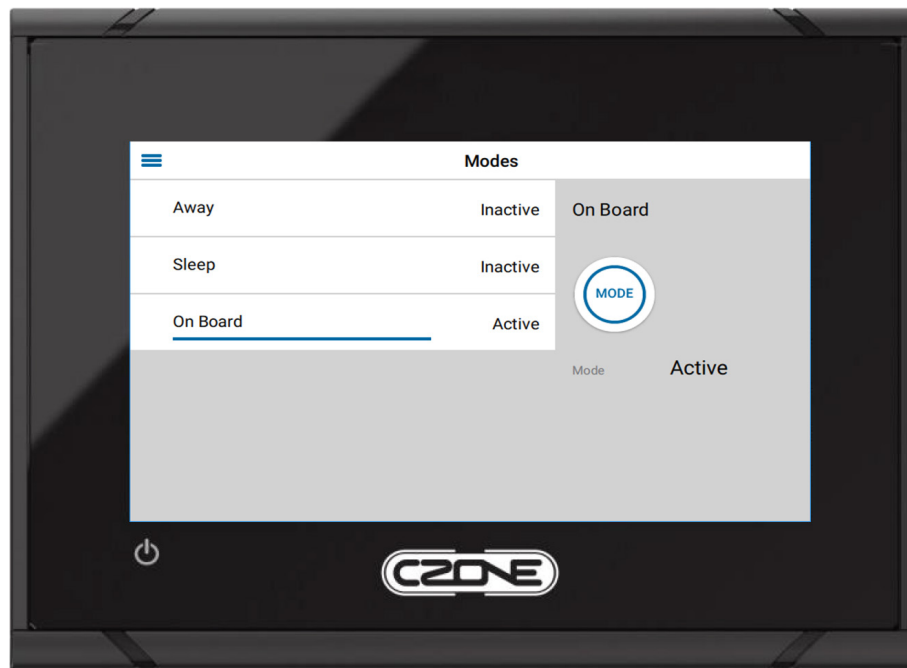 Modes
Away Inactive
Sleep Inactive
On Board Active
On Board
MODE
Mode Active
CZONE